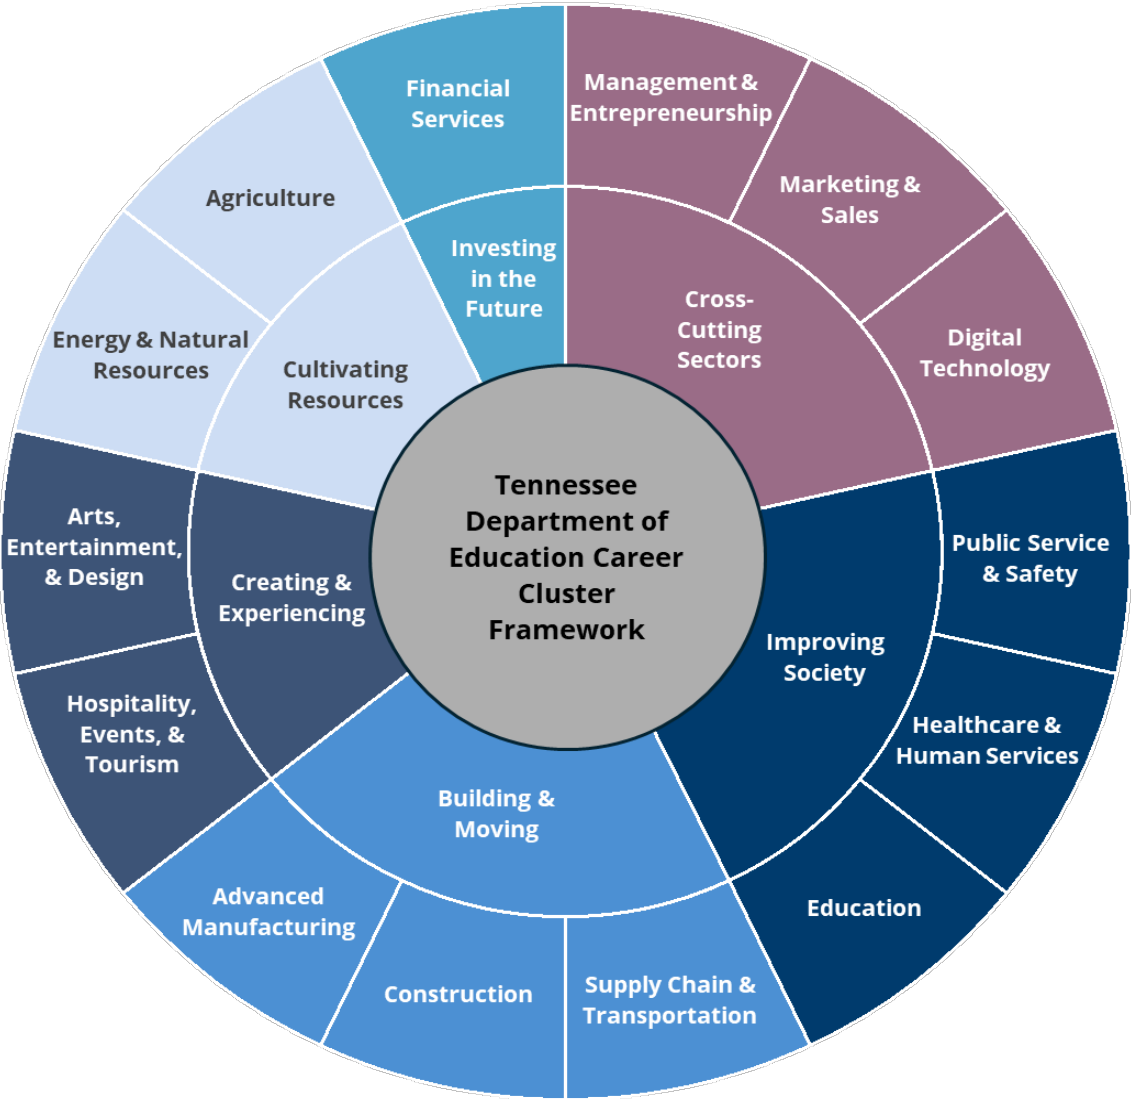 Financial
Services
Management &
Entrepreneurship
Marketing &
Sales
Digital
Technology
Public Service
& Safety
Healthcare &
Human Services
Education
Supply Chain &
Transportation
Construction
Advanced
Manufacturing
Hospitality,
Events, &
Tourism
Arts,
Entertainment,
& Design
Energy & Natural
Resources
Agriculture
Investing
in the
Future
Cross-
Cutting
Sectors
Improving
Society
Building &
Moving
Creating &
Experiencing
Cultivating
Resources
Tennessee
Department of
Education Career
Cluster
Framework